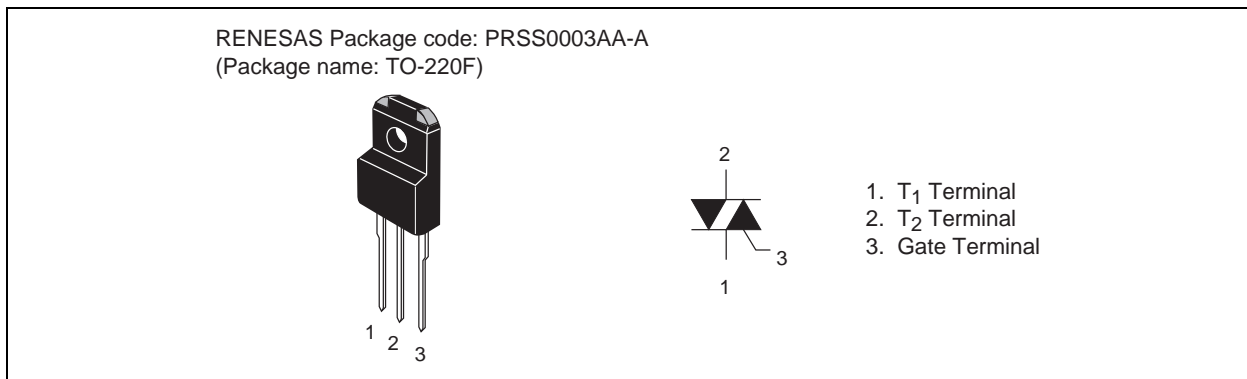 RENESAS Package code: PRSS0003AA-A
(Package name: TO-220F)
1
2
3
2
3
1
1. T1 Terminal
2. T2 Terminal
3. Gate Terminal